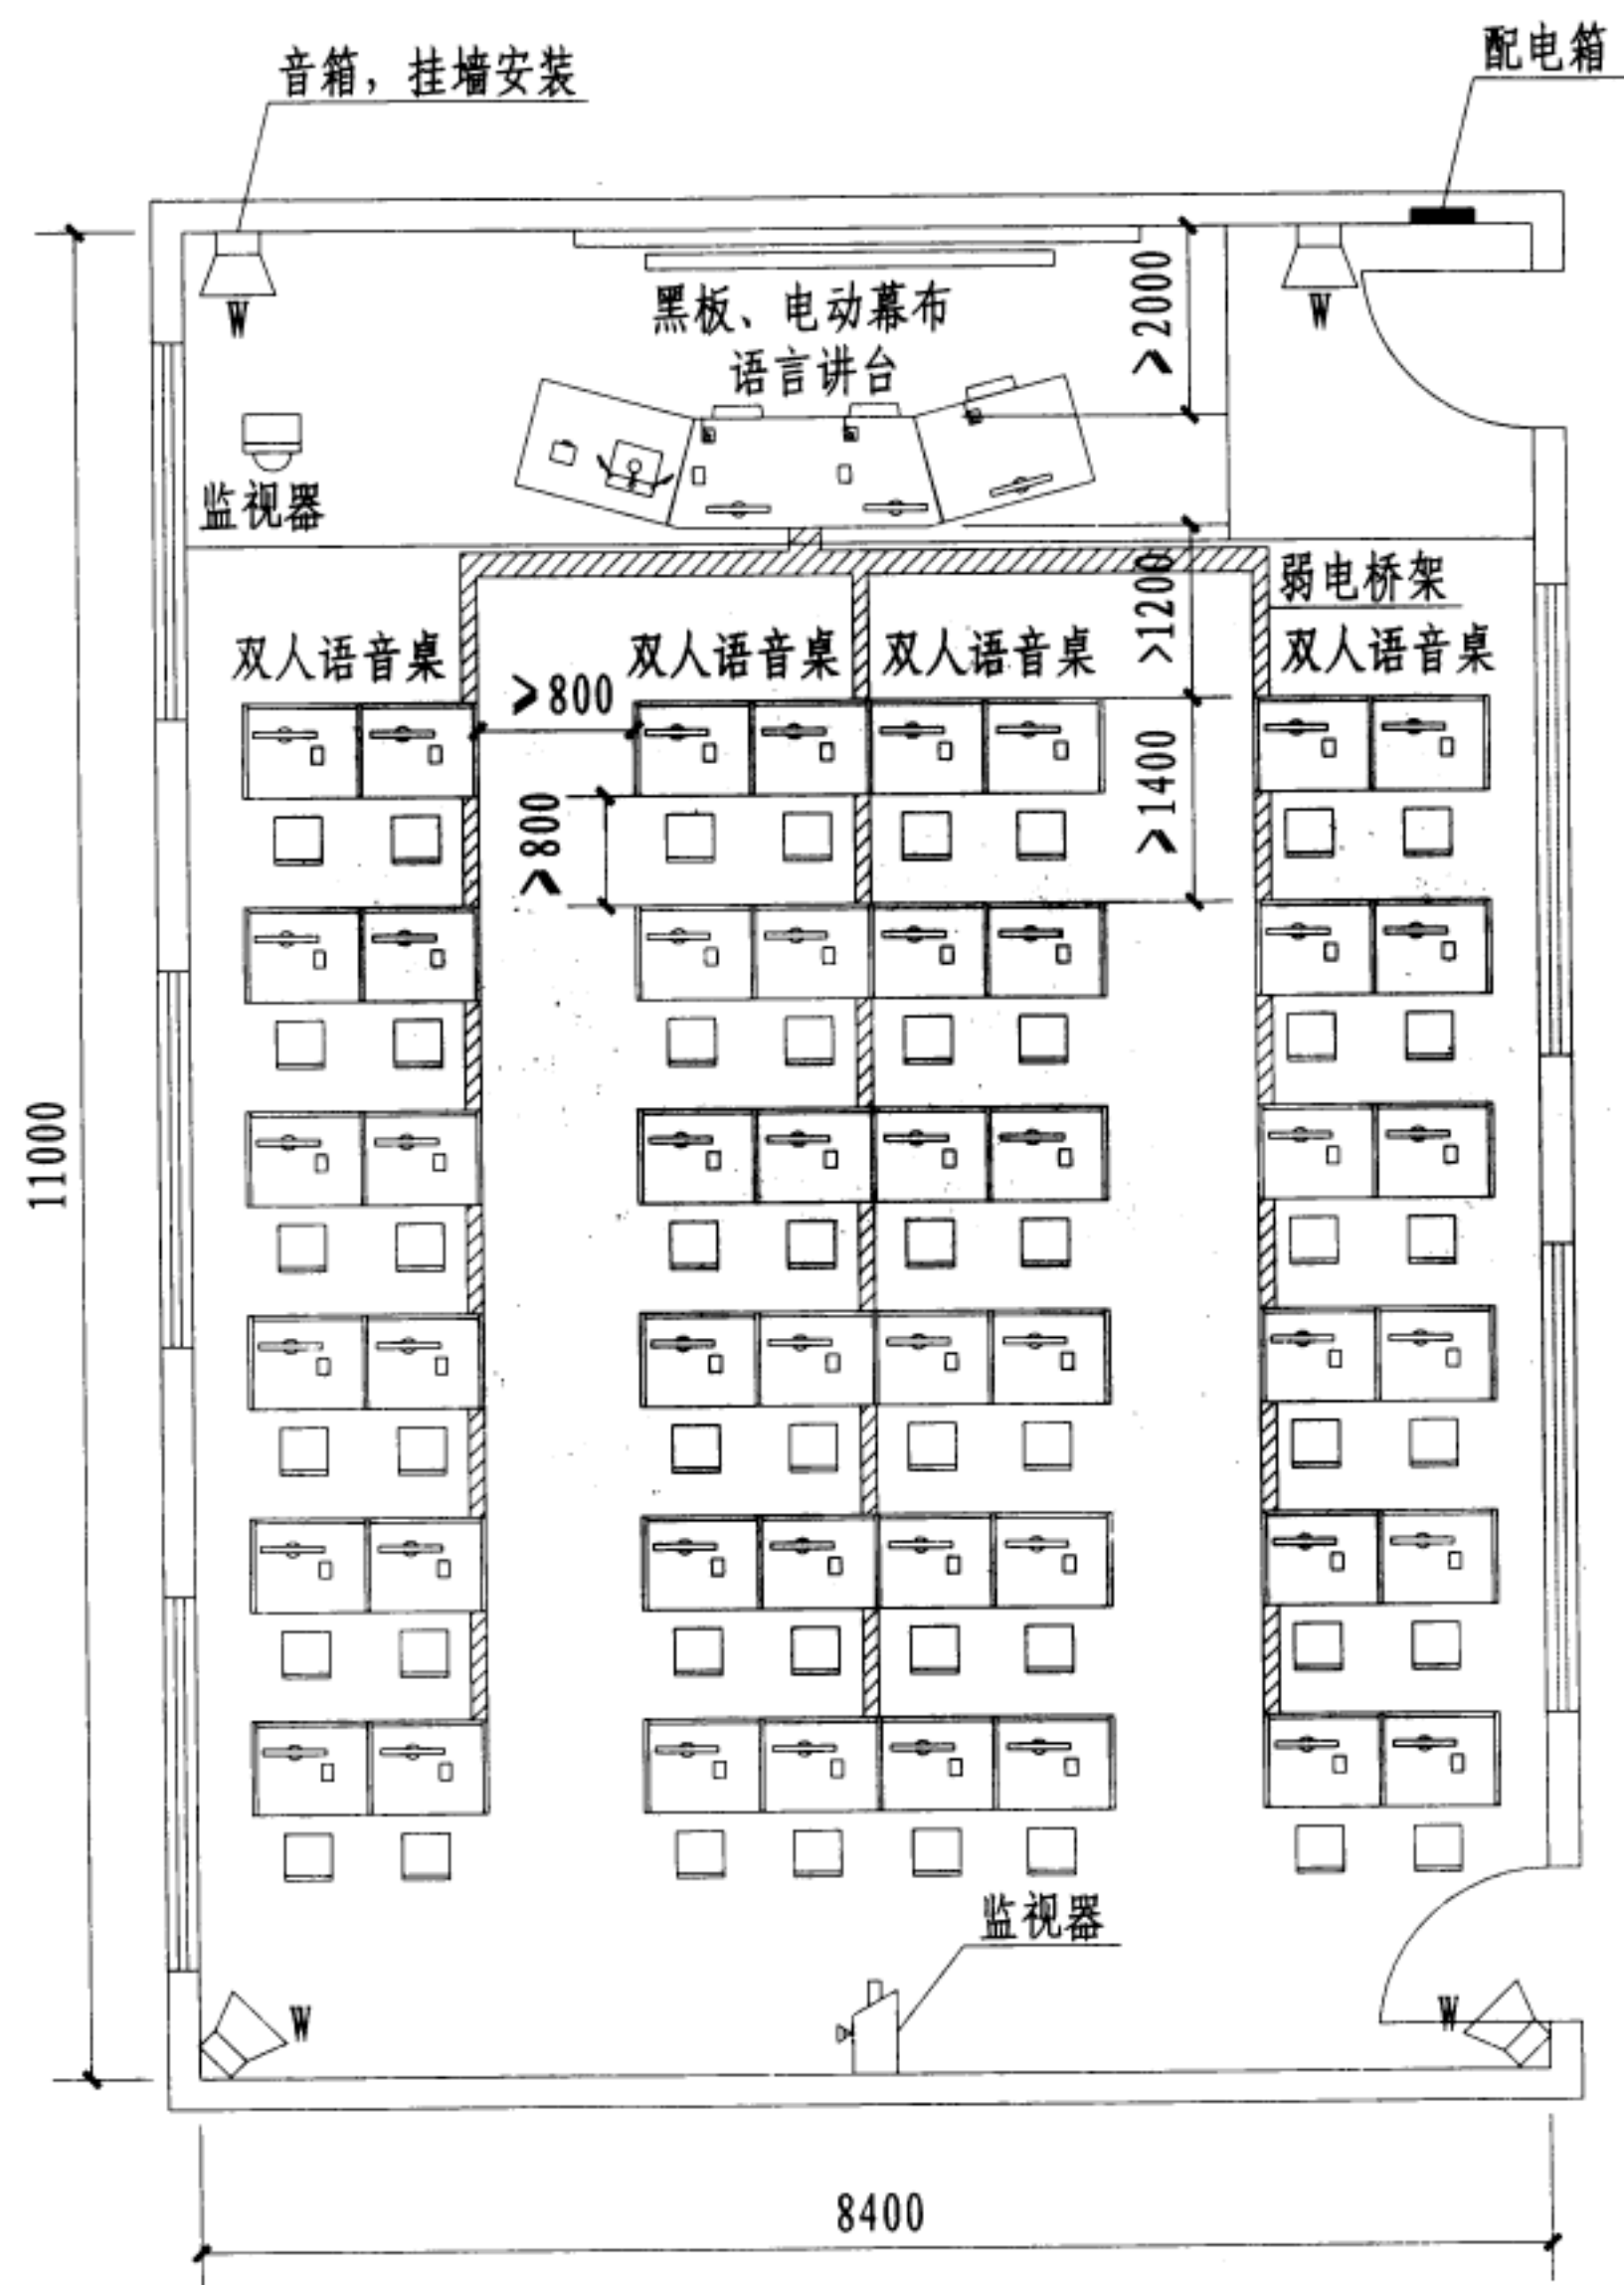 音箱，挂墙安装
配电箱
W
W
黑板、电动幕布
语言讲台
>2000
监视器
>1200
弱电桥架
双人语音桌
双人语音桌
双人语音桌
双人语音桌
>800
>800
>1400
11000
监视器
W
W
8400